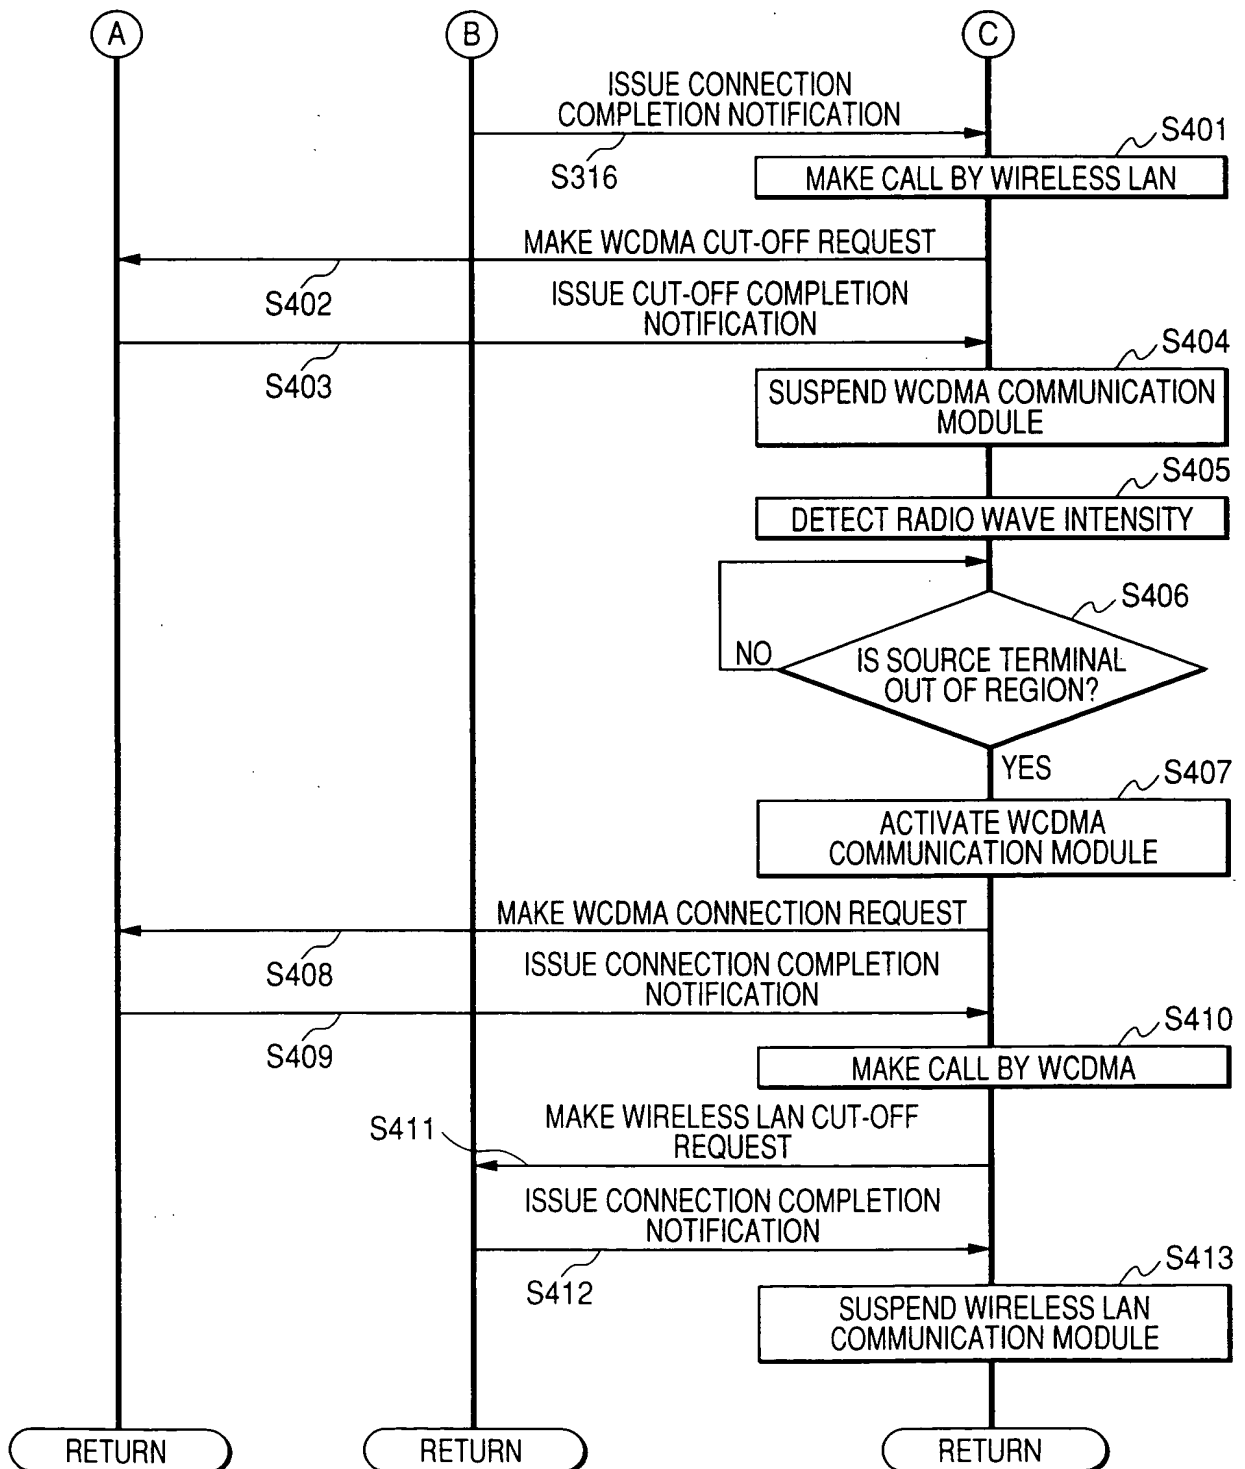 A
B
C
ISSUE CONNECTION
COMPLETION NOTIFICATION
S316
S401
MAKE CALL BY WIRELESS LAN
MAKE WCDMA CUT-OFF REQUEST
S402
ISSUE CUT-OFF COMPLETION
NOTIFICATION
S403
S404
SUSPEND WCDMA COMMUNICATION
MODULE
S405
DETECT RADIO WAVE INTENSITY
S406
NO
IS SOURCE TERMINAL
OUT OF REGION?
YES
S407
ACTIVATE WCDMA
COMMUNICATION MODULE
MAKE WCDMA CONNECTION REQUEST
S408
ISSUE CONNECTION COMPLETION
NOTIFICATION
S409
S410
MAKE CALL BY WCDMA
MAKE WIRELESS LAN CUT-OFF
REQUEST
S411
ISSUE CONNECTION COMPLETION
NOTIFICATION
S412
S413
SUSPEND WIRELESS LAN
COMMUNICATION MODULE
RETURN
RETURN
RETURN